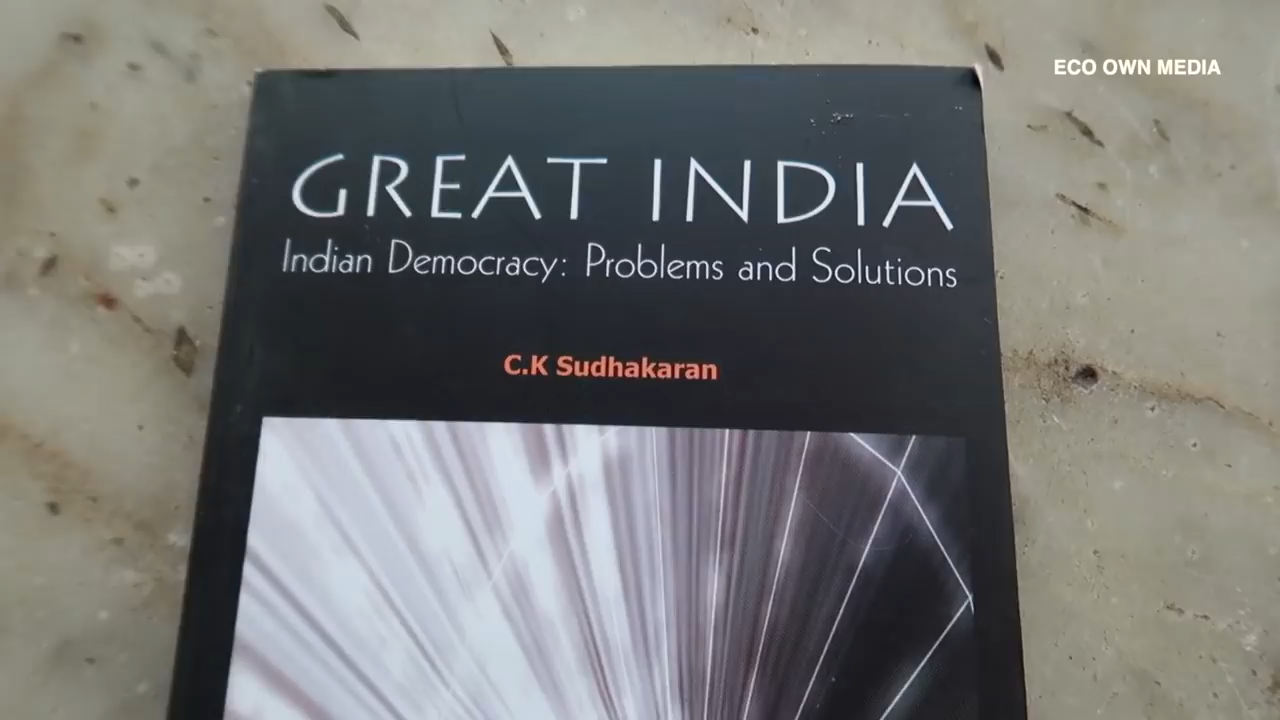 ECO OWN MEDIA
GREAT INDIA
Indian Democracy: Problems and Solutions
C.K Sudhakaran